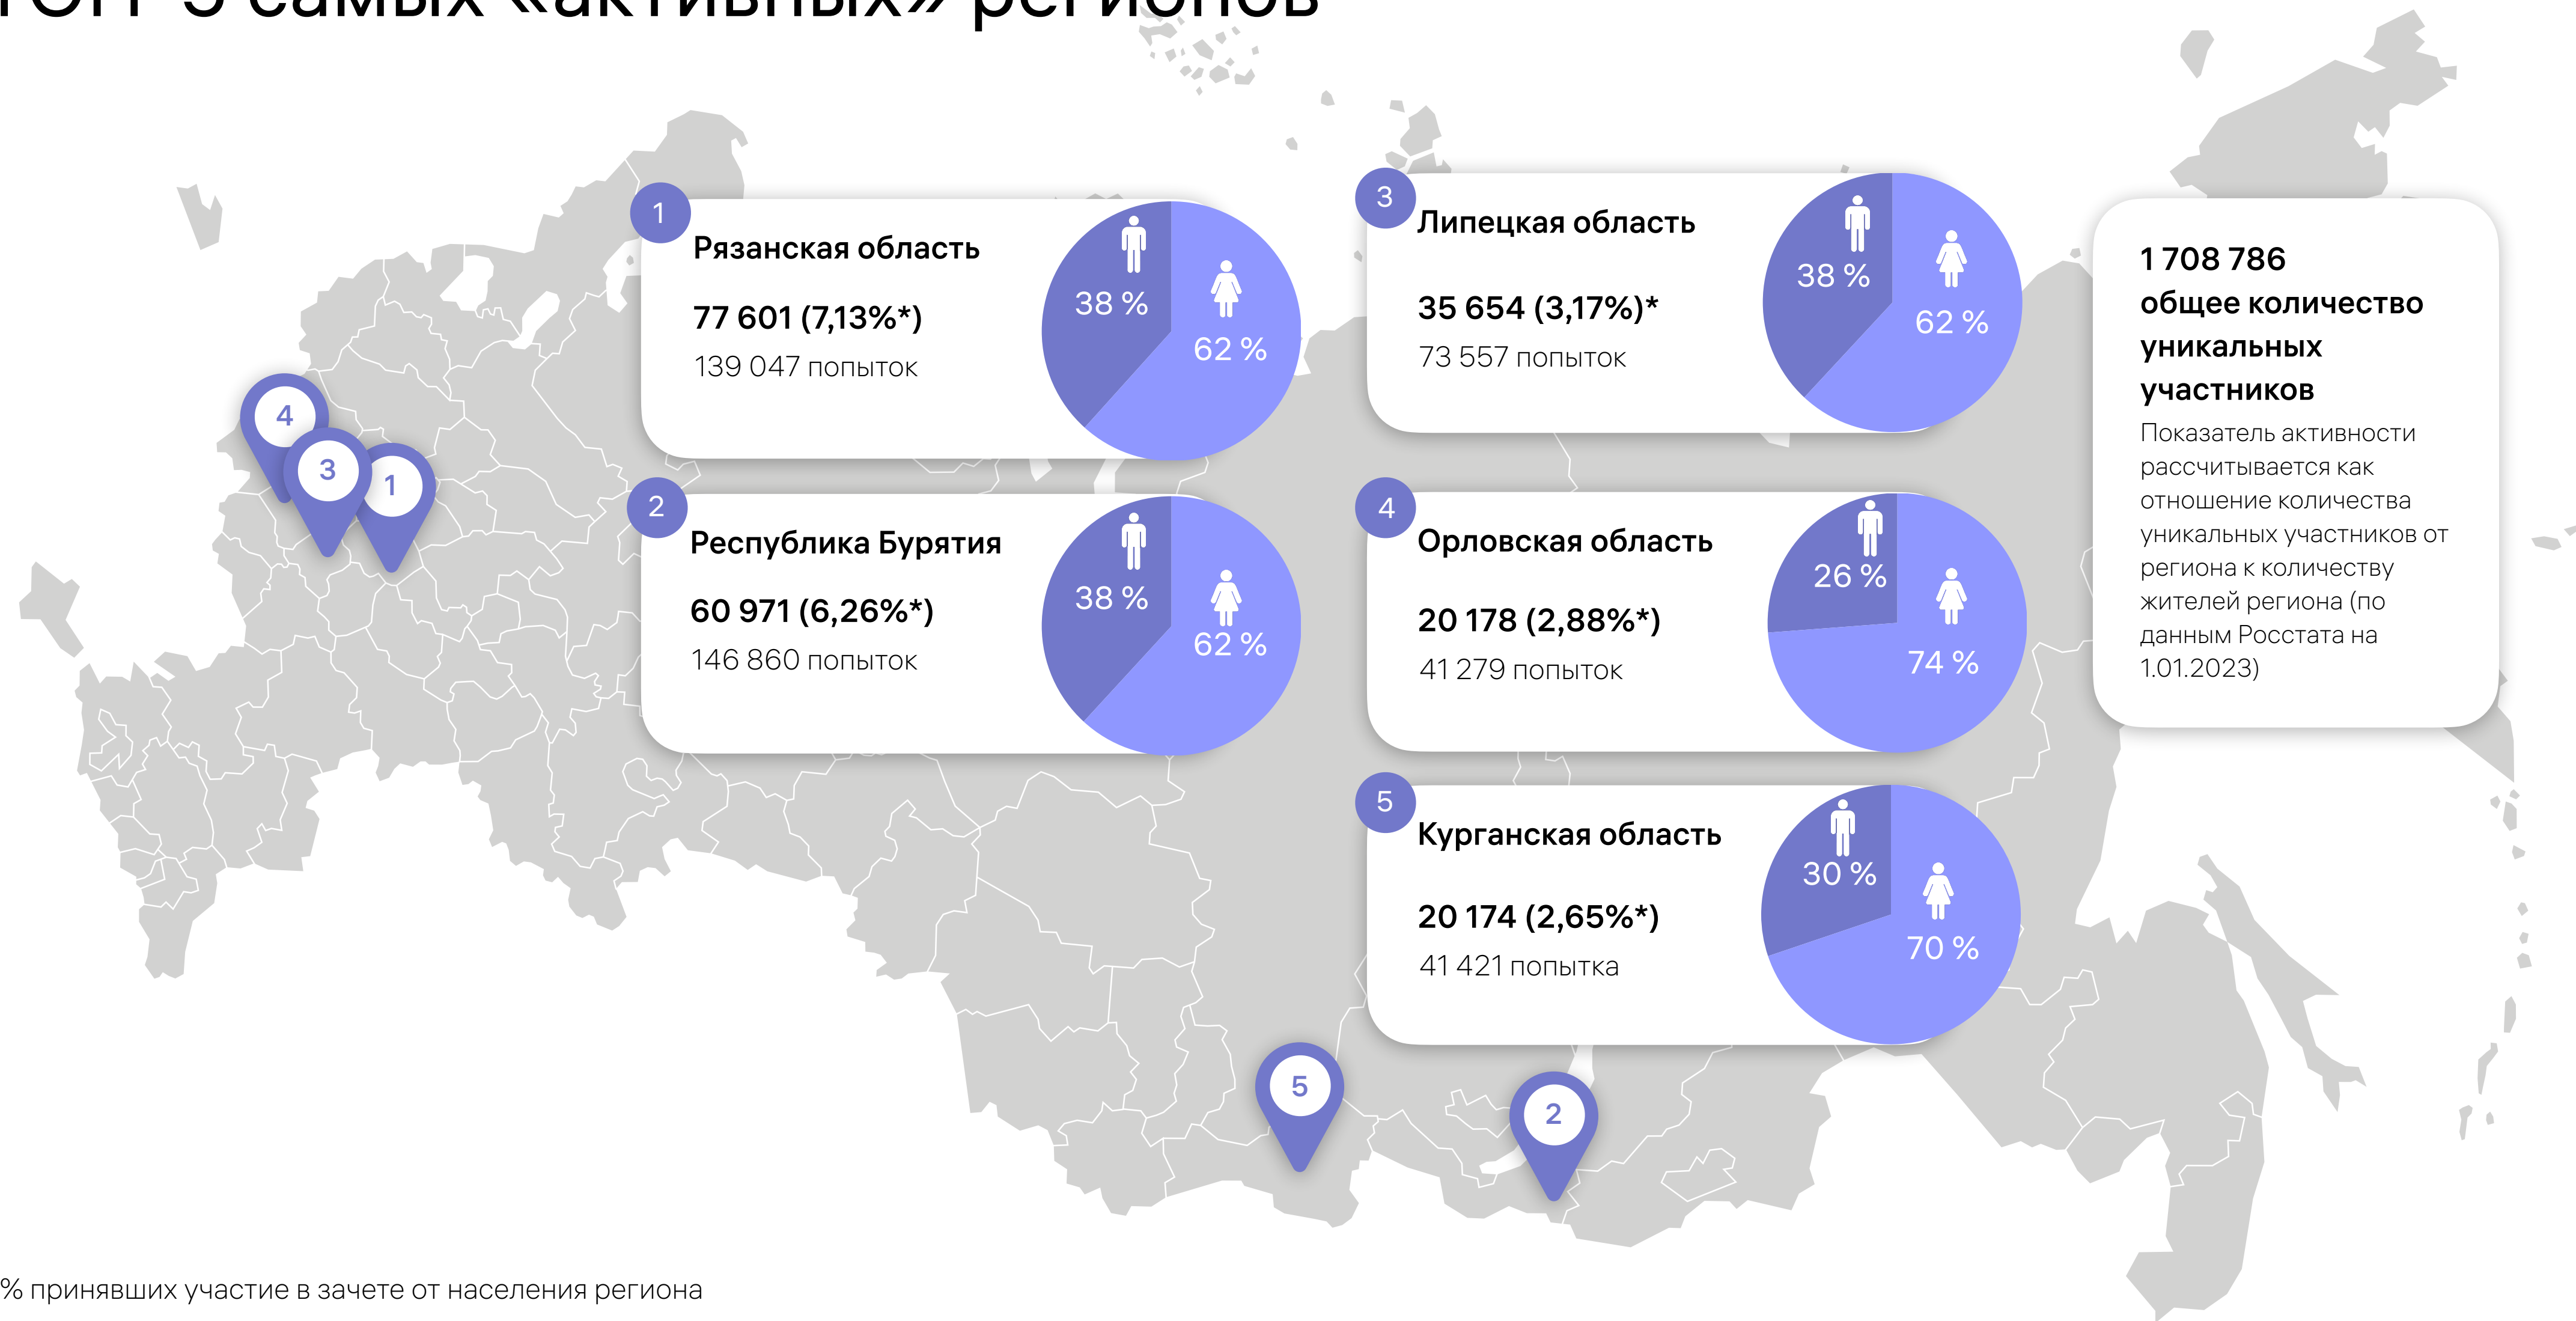 ТОП-5 самых «активных» регионов
1
Рязанская область
77 601 (7,13%*)
139 047 попыток
38 %
62 %
2
Республика Бурятия
60 971 (6,26%*)
146 860 попыток
38 %
62 %
3
Липецкая область
35 654 (3,17%)*
73 557 попыток
38 %
62 %
4
Орловская область
20 178 (2,88%*)
41 279 попыток
26 %
74 %
5
Курганская область
20 174 (2,65%*)
41 421 попытка
30 %
70 %
1 708 786
общее количество
уникальных
участников
Показатель активности
рассчитывается как
отношение количества
уникальных участников от
региона к количеству
жителей региона (по
данным Росстата на
1.01.2023)
4
3
1
5
2
% принявших участие в зачете от населения региона